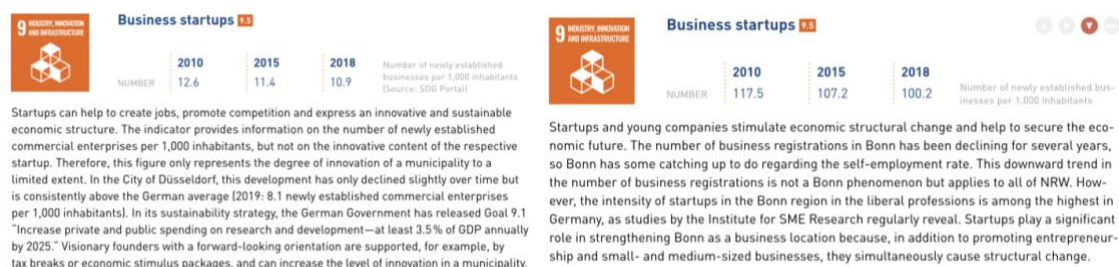 9 INDUSTRY, INNOVATION
AND INFRASTRUCTURE
Business startups 9.5
2010 2015 2018
NUMBER 12.6 11.4 10.9
Number of newly established
businesses per 1,000 inhabitants
(Source: SDG Portal)
Startups can help to create jobs, promote competition and express an innovative and sustainable
economic structure. The indicator provides information on the number of newly established
commercial enterprises per 1,000 inhabitants, but not on the innovative content of the respective
startup. Therefore, this figure only represents the degree of innovation of a municipality to a
limited extent. In the City of Düsseldorf, this development has only declined slightly over time but
is consistently above the German average (2019: 8.1 newly established commercial enterprises
per 1,000 inhabitants). In its sustainability strategy, the German Government has released Goal 9.1
"Increase private and public spending on research and development—at least 3.5% of GDP annually
by 2025." Visionary founders with a forward-looking orientation are supported, for example, by
tax breaks or economic stimulus packages, and can increase the level of innovation in a municipality.
9 INDUSTRY, INNOVATION
AND INFRASTRUCTURE
Business startups 9.5
2010 2015 2018
NUMBER 117.5 107.2 100.2
Number of newly established bus-
inesses per 1,000 inhabitants
Startups and young companies stimulate economic structural change and help to secure the eco-
nomic future. The number of business registrations in Bonn has been declining for several years,
so Bonn has some catching up to do regarding the self-employment rate. This downward trend in
the number of business registrations is not a Bonn phenomenon but applies to all of NRW. How-
ever, the intensity of startups in the Bonn region in the liberal professions is among the highest in
Germany, as studies by the Institute for SME Research regularly reveal. Startups play a significant
role in strengthening Bonn as a business location because, in addition to promoting entrepreneur-
ship and small- and medium-sized businesses, they simultaneously cause structural change.